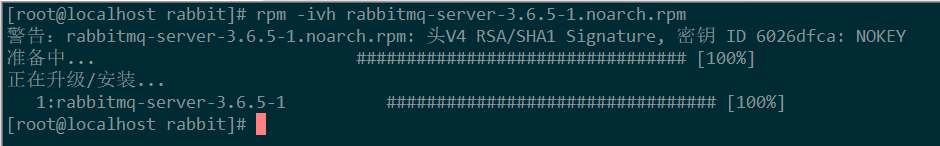 [root@localhost rabbit]# rpm -ivh rabbitmq-server-3.6.5-1.noarch.rpm
警告：rabbitmq-server-3.6.5-1.noarch.rpm: 头V4 RSA/SHA1 Signature, 密钥 ID 6026dfca: NOKEY
准备中... ################################# [100%]
正在升级/安装...
1:rabbitmq-server-3.6.5-1 ################################# [100%]
[root@localhost rabbit]#